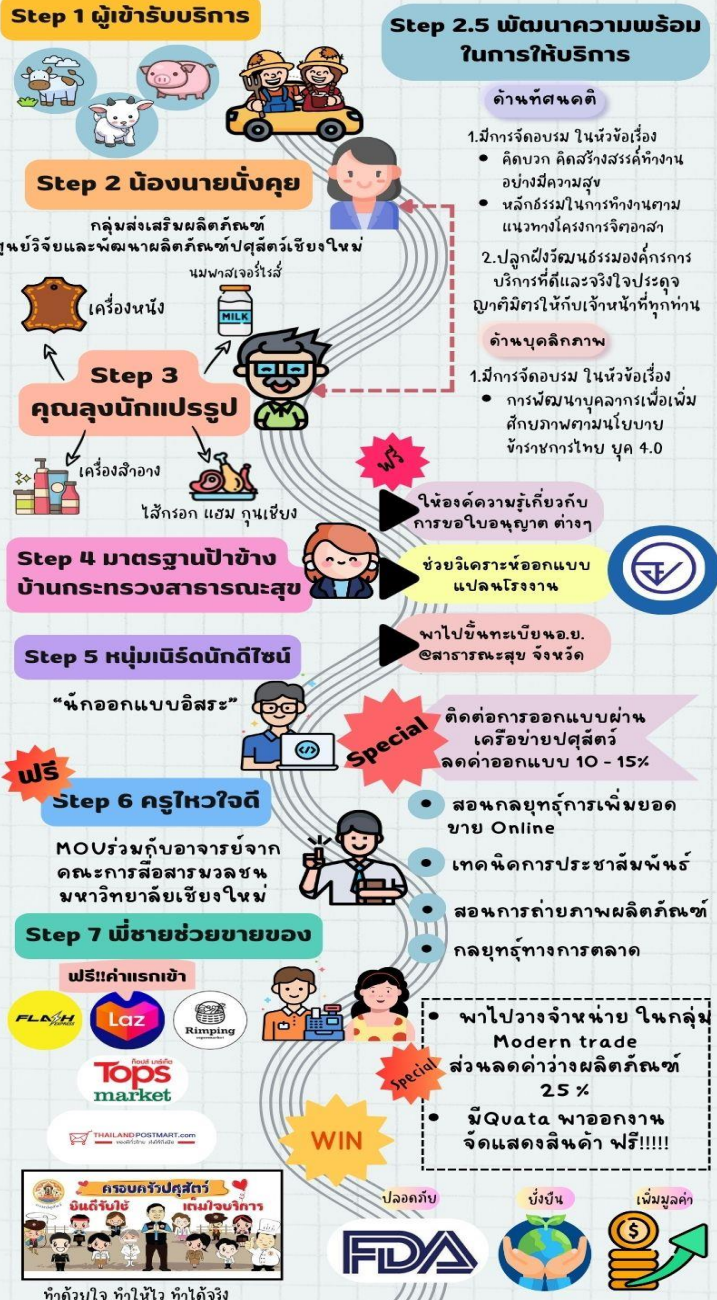 Step 1 ผู้เข้ารับบริการ
Step 2 น้องนายนั่งคุย
กลุ่มส่งเสริมผลิตภัณฑ์
ศูนย์วิจัยและพัฒนาผลิตภัณฑ์ปศุสัตว์เชียงใหม่
เครื่องหนัง
นมพาสเจอร์ไรส์
MILK
Step 3
คุณลุงนักแปรรูป
เครื่องสำอาง
ไส้กรอก แฮม กุนเชียง
Step 2.5 พัฒนาความพร้อม
ในการให้บริการ
ด้านทัศนคติ
1.มีการจัดอบรม ในหัวข้อเรื่อง
• คิดบวก คิดสร้างสรรค์ทำงาน
อย่างมีความสุข
• หลักธรรมในการทำงานตาม
แนวทางโครงการจิตอาสา
2.ปลูกฝังวัฒนธรรมองค์กรการ
บริการที่ดีและจริงใจประดุจ
ญาติมิตรให้กับเจ้าหน้าที่ทุกท่าน
ด้านบุคลิกภาพ
1.มีการจัดอบรม ในหัวข้อเรื่อง
• การพัฒนาบุคลากรเพื่อเพิ่ม
ศักยภาพตามนโยบาย
ข้าราชการไทย ยุค 4.0
Step 4 มาตรฐานป้าข้าง
บ้านกระทรวงสาธารณะสุข
ฟรี
ให้องค์ความรู้เกี่ยวกับ
การขอใบอนุญาต ต่างๆ
ช่วยวิเคราะห์ออกแบบ
แปลนโรงงาน
พาไปขึ้นทะเบียนอ.ย.
@สาธารณะสุข จังหวัด
Step 5 หนุ่มเนิร์ดนักดีไซน์
“นักออกแบบอิสระ”
Special
ติดต่อการออกแบบผ่าน
เครือข่ายปศุสัตว์
ลดค่าออกแบบ 10 - 15%
ฟรี
Step 6 ครูไหวใจดี
MOUร่วมกับอาจารย์จาก
คณะการสื่อสารมวลชน
มหาวิทยาลัยเชียงใหม่
• สอนกลยุทธ์การเพิ่มยอด
ขาย Online
• เทคนิคการประชาสัมพันธ์
• สอนการถ่ายภาพผลิตภัณฑ์
• กลยุทธ์ทางการตลาด
Step 7 พี่ชายช่วยขายของ
ฟรี!!ค่าแรกเข้า
FLASH
EXPRESS
Laz
Rimping
supermarket
ท็อปส์ มาร์เก็ต
Tops
market
THAILANDPOSTMART.com
• พาไปวางจำหน่าย ในกลุ่ม
Modern trade
Special
ส่วนลดค่าว่างผลิตภัณฑ์
25 %
• มีQuata พาออกงาน
จัดแสดงสินค้า ฟรี!!!!!
WIN
ครอบครัวปศุสัตว์
ยินดีรับใช้ เต็มใจบริการ
ทำด้วยใจ ทำให้ไว ทำได้จริง
ปลอดภัย
FDA
ยั่งยืน
เพิ่มมูลค่า